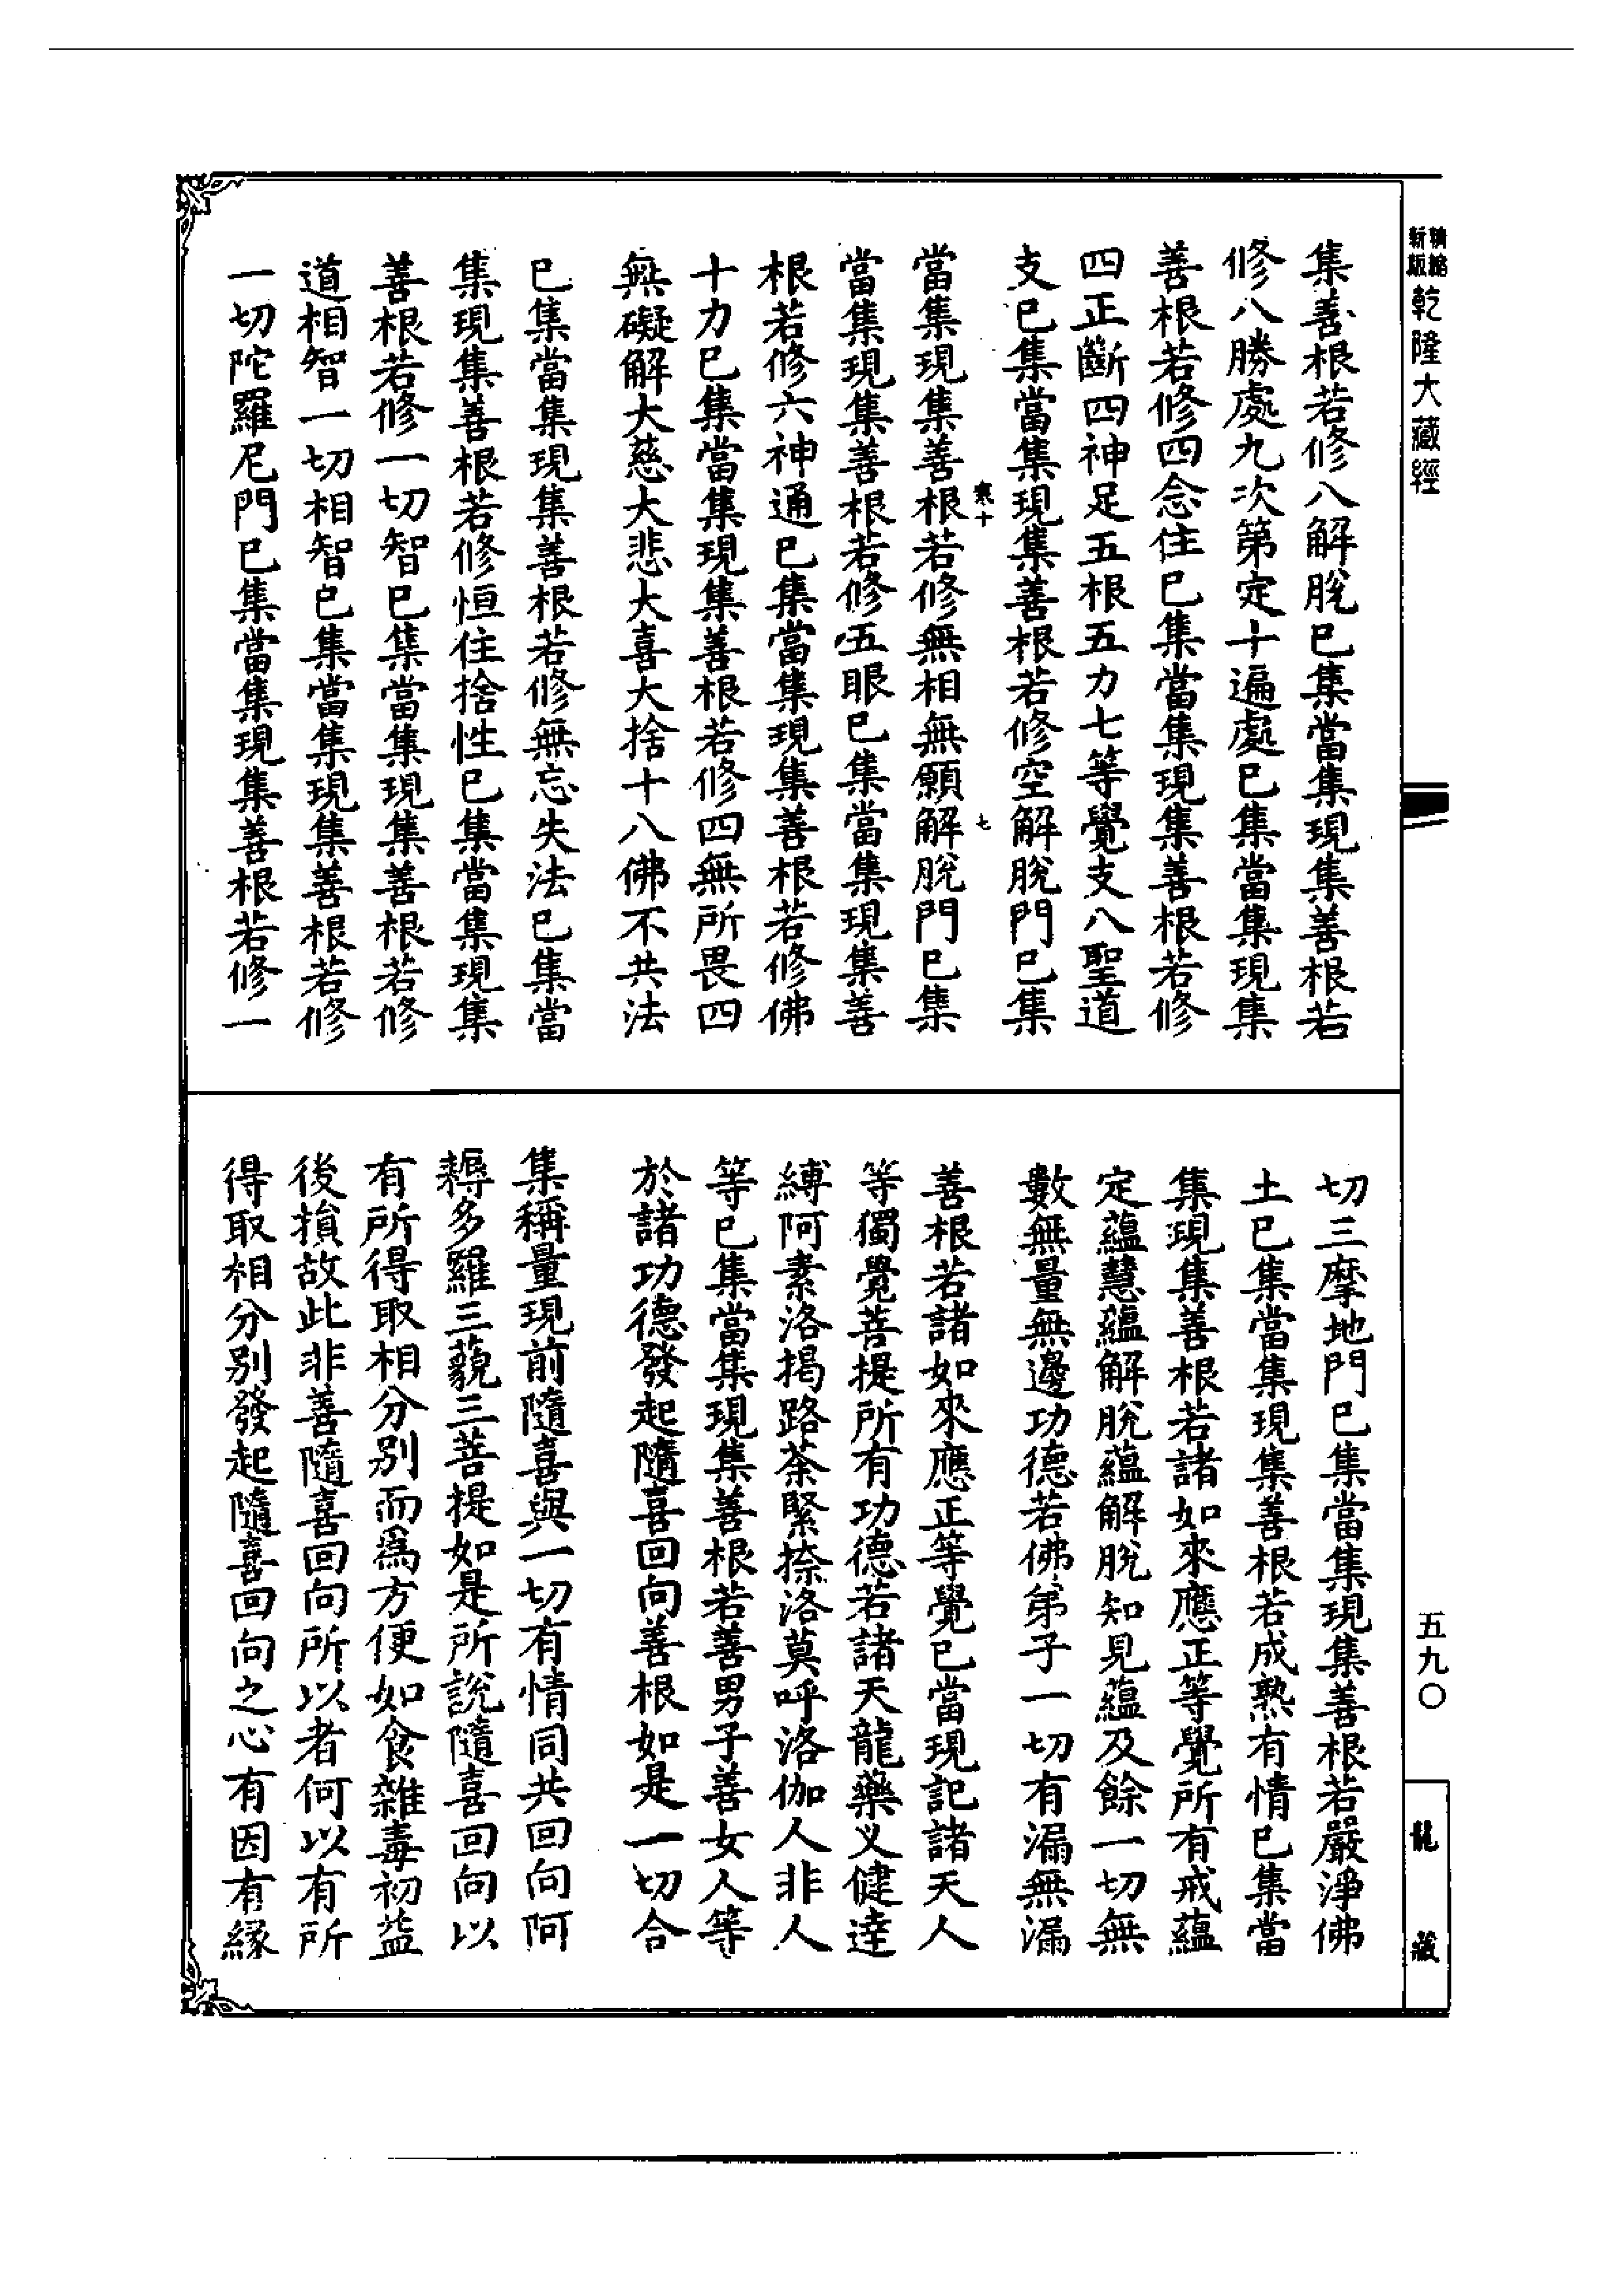 精縮
新版
乾隆大藏經
五九〇
龍藏
集善根若修八解脫已集當集現集善根若
修八勝處九次第定十遍處已集當集現集
善根若修四念住已集當集現集善根若修
四正斷四神足五根五力七等覺支八聖道
支已集當集現集善根若修空解脫門已集
寒十
七
當集現集善根若修無相無願解脫門已集
當集現集善根若修五眼已集當集現集善
根若修六神通已集當集現集善根若修佛
十力已集當集現集善根若修四無所畏四
無礙解大慈大悲大喜大捨十八佛不共法
已集當集現集善根若修無忘失法已集當
集現集善根若修恒住捨性已集當集現集
善根若修一切智已集當集現集善根若修
道相智一切相智已集當集現集善根若修
一切陀羅尼門已集當集現集善根若修一
切三摩地門已集當集現集善根若嚴淨佛
土已集當集現集善根若成熟有情已集當
集現集善根若諸如來應正等覺所有戒蘊
定蘊慧蘊解脫蘊解脫知見蘊及餘一切無
數無量無邊功德若佛弟子一切有漏無漏
善根若諸如來應正等覺已當現記諸天人
等獨覺菩提所有功德若諸天龍藥叉健達
縛阿素洛揭路荼緊捺洛莫呼洛伽人非人
等已集當集現集善根若善男子善女人等
於諸功德發起隨喜回向善根如是一切合
集稱量現前隨喜與一切有情同共回向阿
耨多羅三藐三菩提如是所說隨喜回向以
有所得取相分別而為方便如食雜毒初益
後損故此非善隨喜回向所以者何以有所
得取相分別發起隨喜回向之心有因有緣